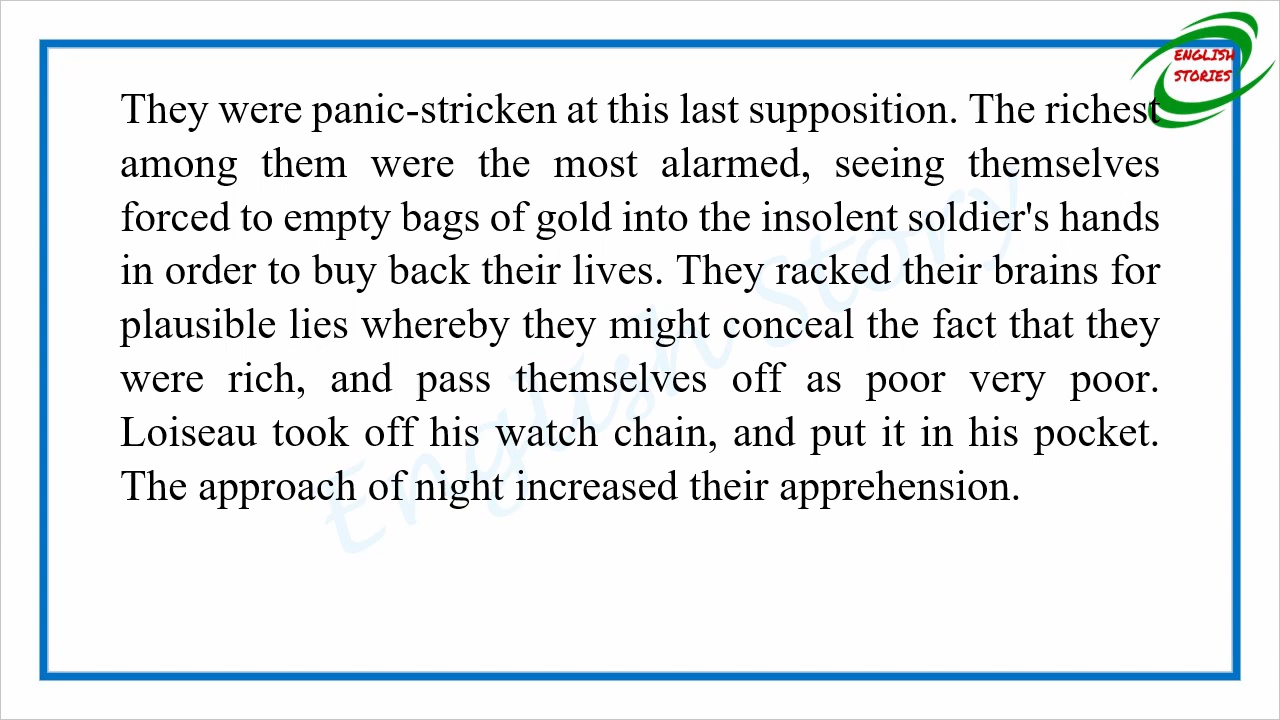 ENGLISH
STORIES
They were panic-stricken at this last supposition. The richest
among them were the most alarmed, seeing themselves
forced to empty bags of gold into the insolent soldier's hands
in order to buy back their lives. They racked their brains for
plausible lies whereby they might conceal the fact that they
were rich, and pass themselves off as poor very poor.
Loiseau took off his watch chain, and put it in his pocket.
The approach of night increased their apprehension.
English Story